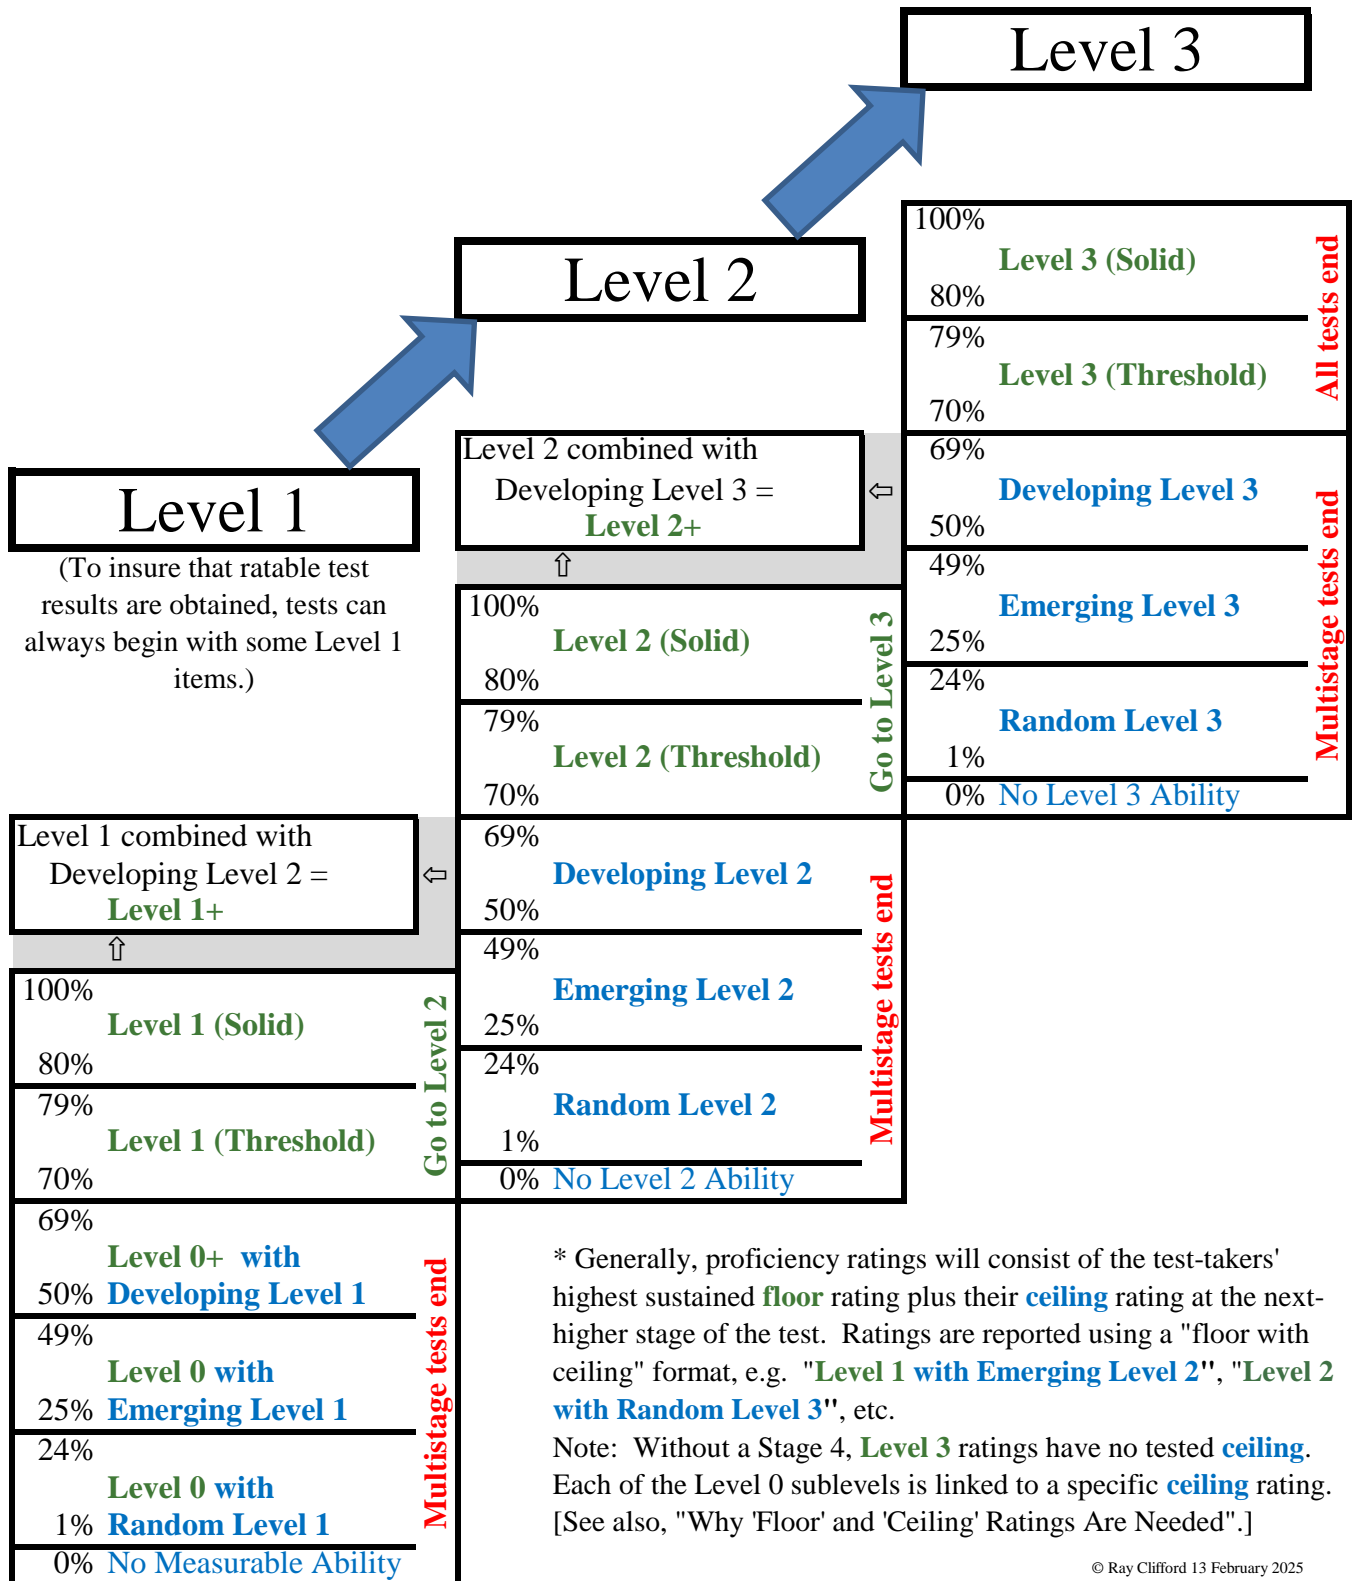 Level 3
100%
Level 3 (Solid)
80%
79%
Level 3 (Threshold)
70%
All tests end
69%
Developing Level 3
50%
49%
Emerging Level 3
25%
24%
Random Level 3
1%
0% No Level 3 Ability
Multistage tests end
Level 2
Level 2 combined with
Developing Level 3 =
Level 2+
⇦
⇧
100%
Level 2 (Solid)
80%
79%
Level 2 (Threshold)
70%
Go to Level 3
69%
Developing Level 2
50%
49%
Emerging Level 2
25%
24%
Random Level 2
1%
0% No Level 2 Ability
Multistage tests end
Level 1
(To insure that ratable test
results are obtained, tests can
always begin with some Level 1
items.)
Level 1 combined with
Developing Level 2 =
Level 1+
⇦
⇧
100%
Level 1 (Solid)
80%
79%
Level 1 (Threshold)
70%
Go to Level 2
69%
Level 0+ with
50% Developing Level 1
49%
Level 0 with
25% Emerging Level 1
24%
Level 0 with
1% Random Level 1
0% No Measurable Ability
Multistage tests end
* Generally, proficiency ratings will consist of the test-takers'
highest sustained floor rating plus their ceiling rating at the next-
higher stage of the test. Ratings are reported using a "floor with
ceiling" format, e.g. "Level 1 with Emerging Level 2", "Level 2
with Random Level 3", etc.
Note: Without a Stage 4, Level 3 ratings have no tested ceiling.
Each of the Level 0 sublevels is linked to a specific ceiling rating.
[See also, "Why 'Floor' and 'Ceiling' Ratings Are Needed".]
© Ray Clifford 13 February 2025